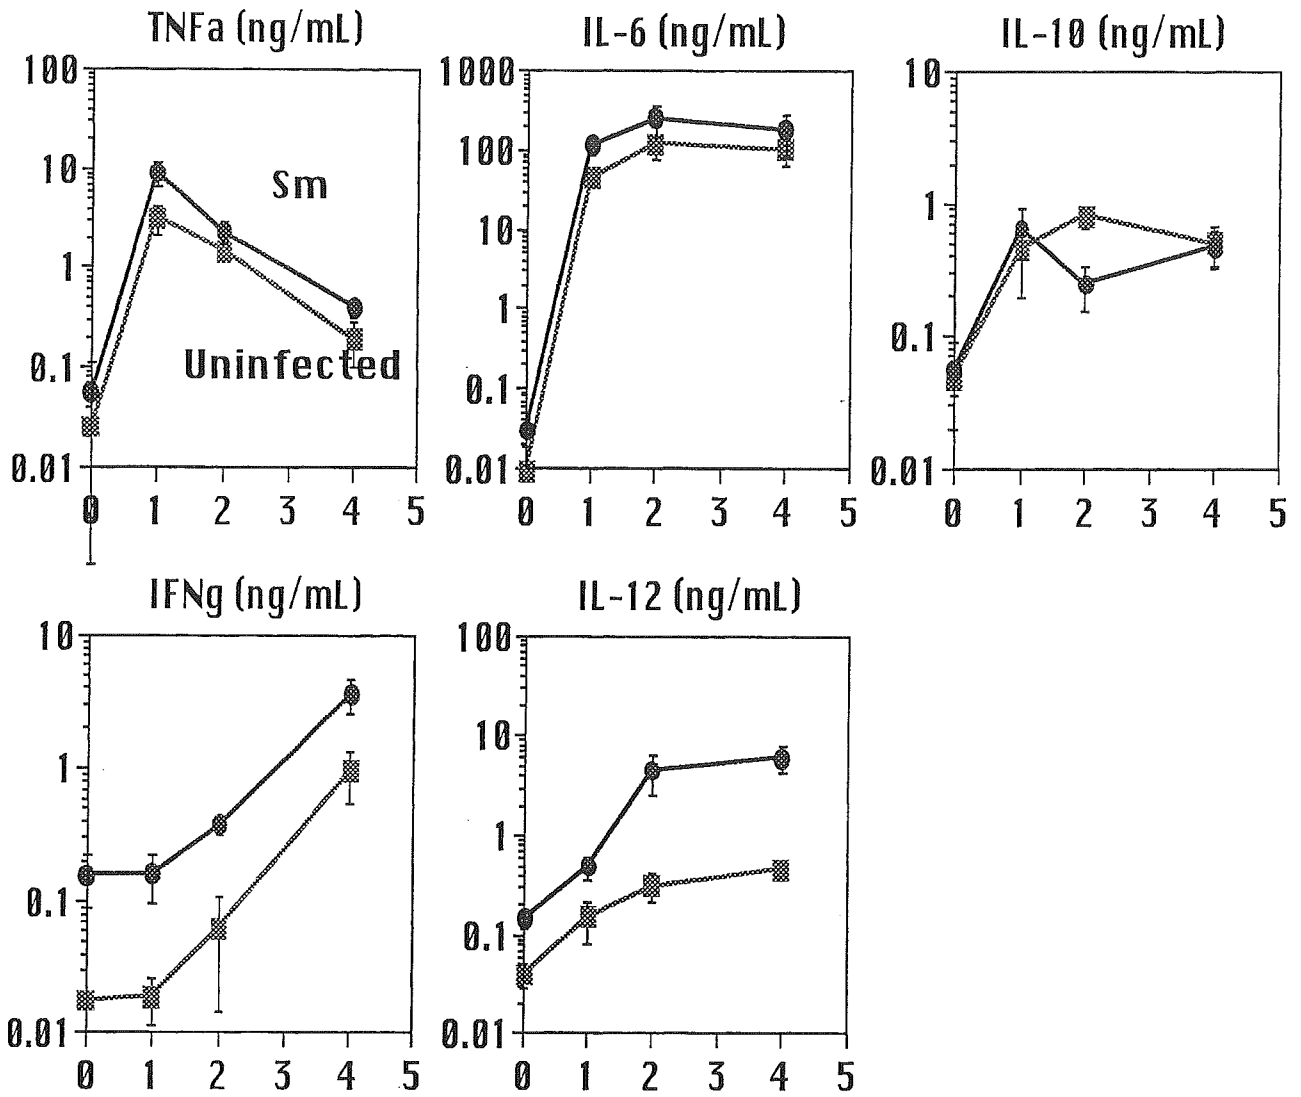 TNFa (ng/mL)
100
10
1
0.1
0.01
Sm
Uninfected
0 1 2 3 4 5
IL-6 (ng/mL)
1000
100
10
1
0.1
0.01
0 1 2 3 4 5
IL-10 (ng/mL)
10
1
0.1
0.01
0 1 2 3 4 5
IFNg (ng/mL)
10
1
0.1
0.01
0 1 2 3 4 5
IL-12 (ng/mL)
100
10
1
0.1
0.01
0 1 2 3 4 5